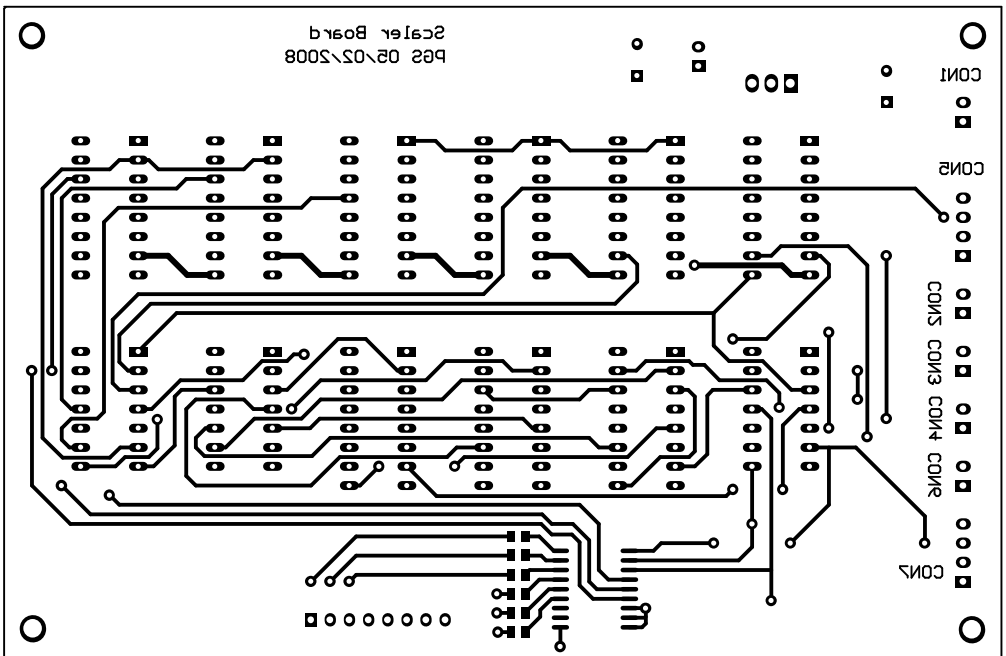 Scaler Board
PGS 05/02/2008
CON1
CON5
CON2
CON3
CON4
CON6
CON7